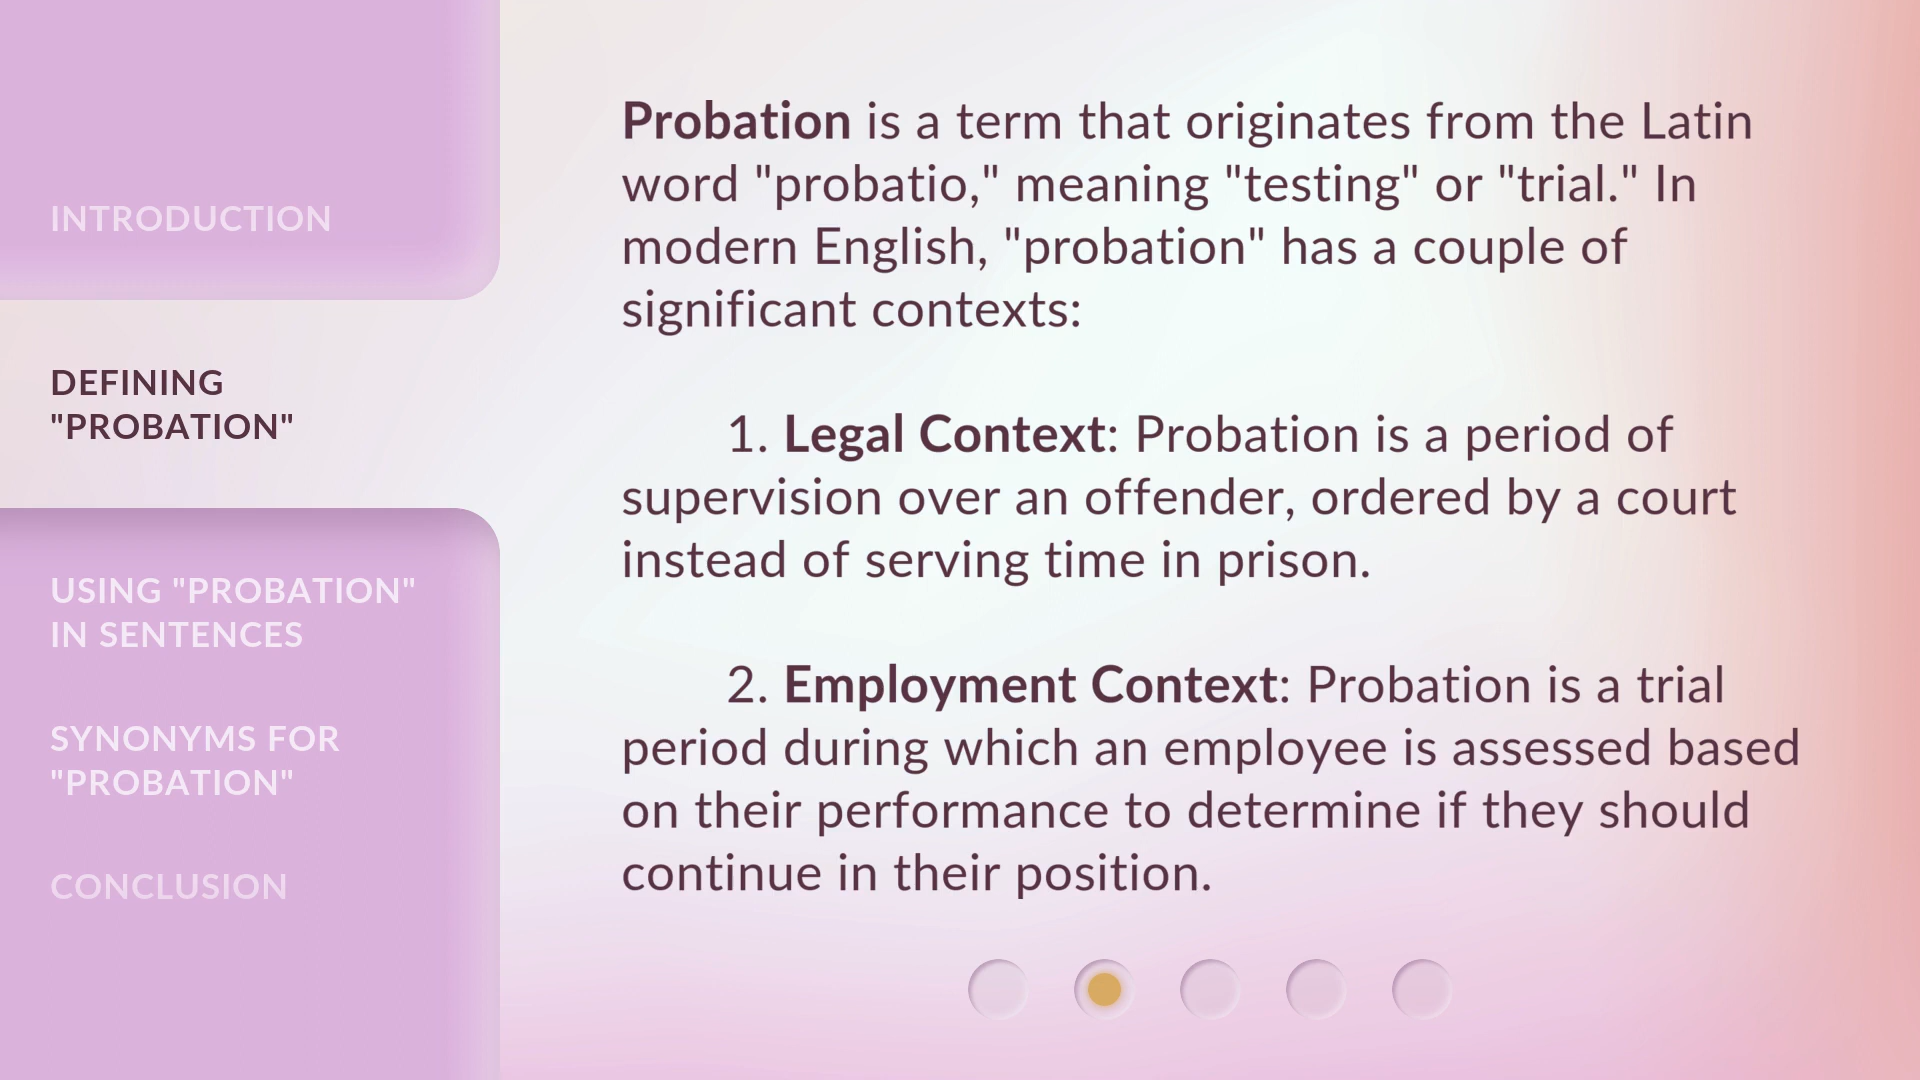 INTRODUCTION
DEFINING
"PROBATION"
USING "PROBATION"
IN SENTENCES
SYNONYMS FOR
"PROBATION"
CONCLUSION
Probation is a term that originates from the Latin
word "probatio," meaning "testing" or "trial." In
modern English, "probation" has a couple of
significant contexts:
1. Legal Context: Probation is a period of
supervision over an offender, ordered by a court
instead of serving time in prison.
2. Employment Context: Probation is a trial
period during which an employee is assessed based
on their performance to determine if they should
continue in their position.